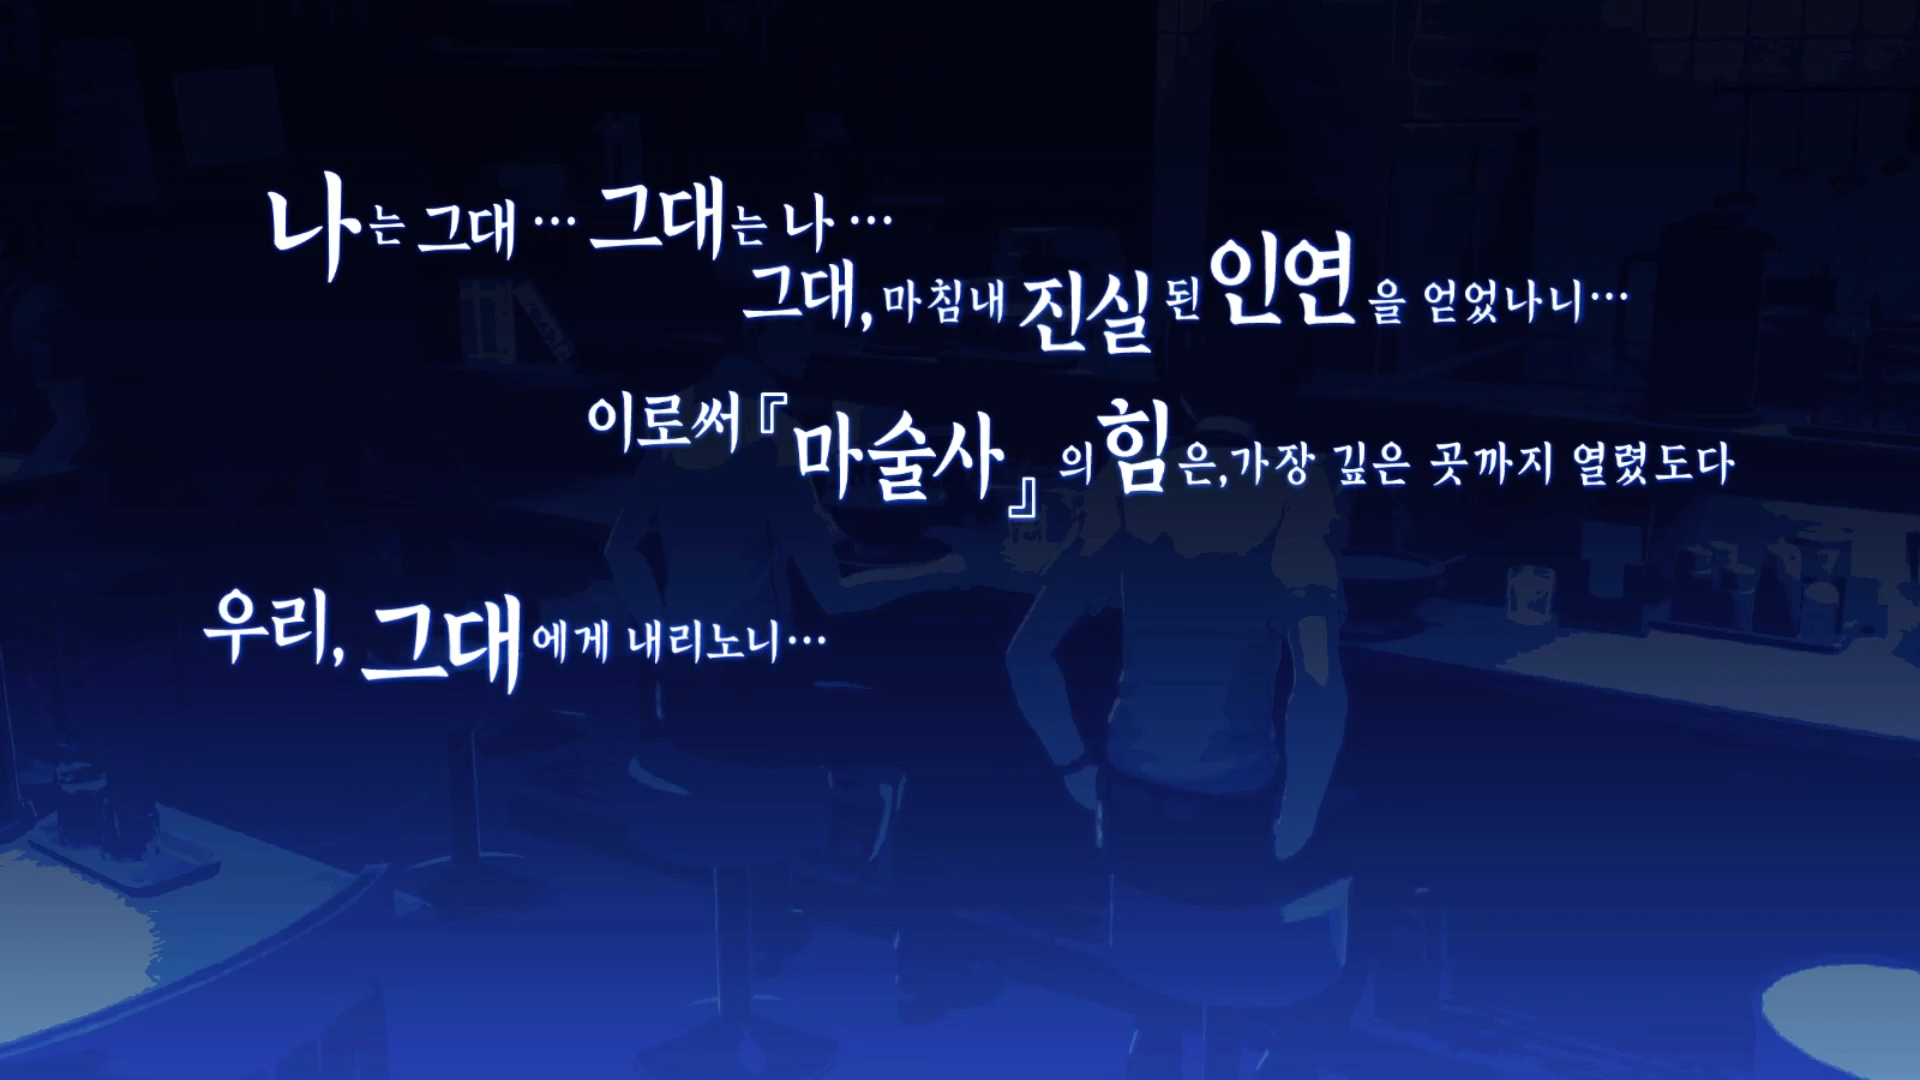 나는 그대… 그대는 나…
그대, 마침내 진실된 인연을 얻었나니…
이로써 『마술사』의 힘은, 가장 깊은 곳까지 열렸도다
우리, 그대에게 내리노니…